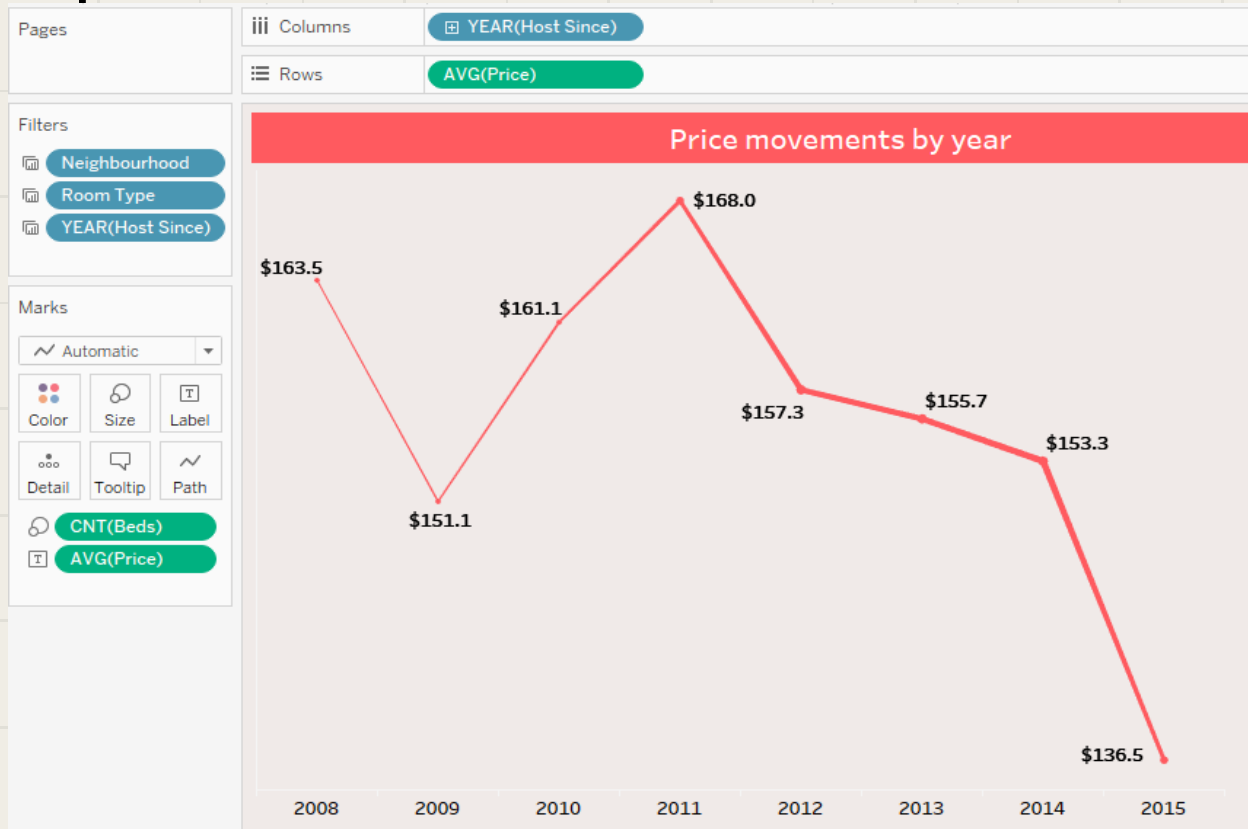 Pages
Columns
YEAR(Host Since)
Rows
AVG(Price)
Filters
Neighbourhood
Room Type
YEAR(Host Since)
Marks
Automatic
Color
Size
Label
Detail
Tooltip
Path
CNT(Beds)
AVG(Price)
Price movements by year
$163.5
$151.1
$161.1
$168.0
$157.3
$155.7
$153.3
$136.5
2008
2009
2010
2011
2012
2013
2014
2015